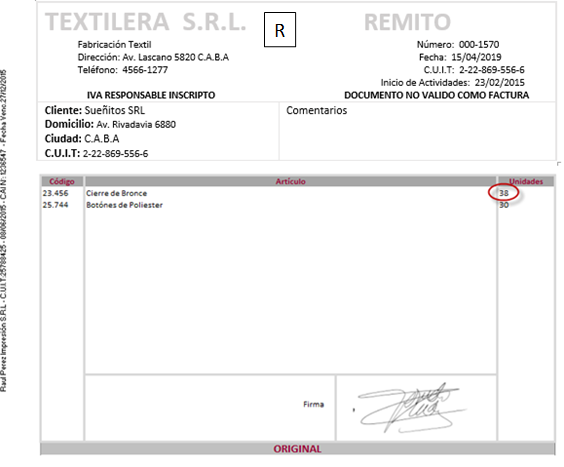 TEXTILERA S.R.L.
R
REMITO
Fabricación Textil
Dirección: Av. Lascano 5820 C.A.B.A
Teléfono: 4566-1277
IVA RESPONSABLE INSCRIPTO
Número: 000-1570
Fecha: 15/04/2019
C.U.I.T: 2-22-869-556-6
Inicio de Actividades: 23/02/2015
DOCUMENTO NO VALIDO COMO FACTURA
Cliente: Sueñitos SRL
Domicilio: Av. Rivadavia 6880
Ciudad: C.A.B.A
C.U.I.T: 2-22-869-556-6
Comentarios
Código Artículo Unidades
23.456 Cierre de Bronce 38
25.744 Botónes de Poliester 30
Firma
ORIGINAL
Raul Perez Impresión S.R.L - C.U.I.T:25788425 - 08/06/2015 - CAI N: 1236547 - Fecha Venc 27/12/2015